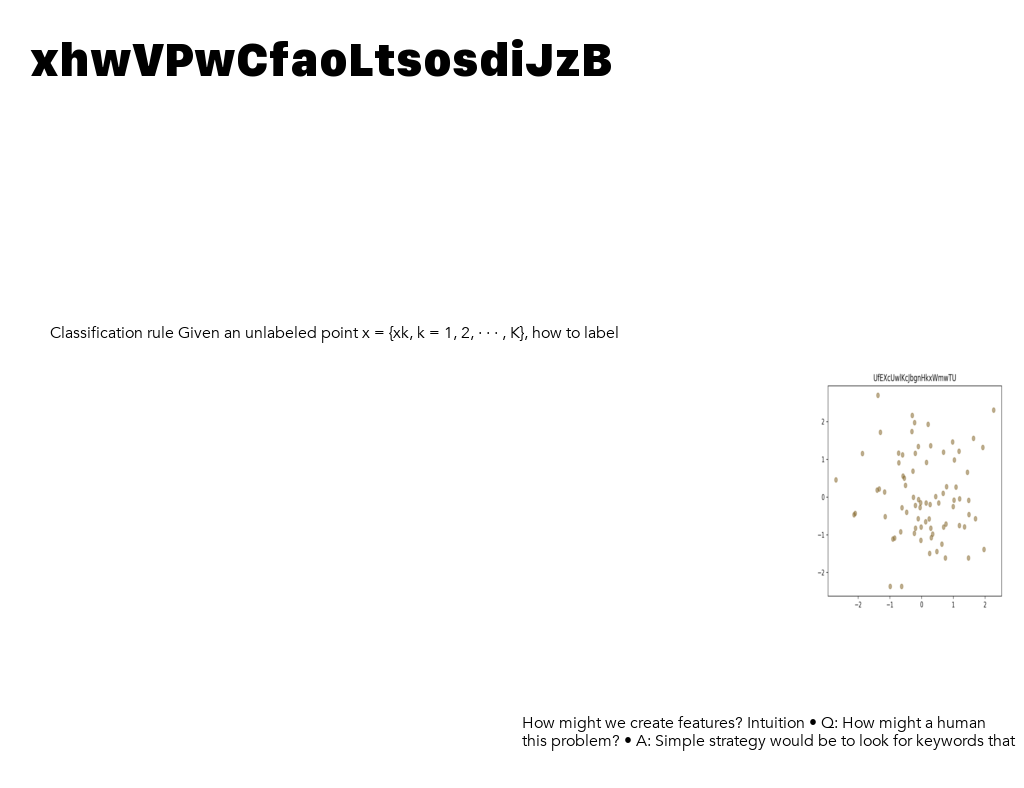 xhwVPwCfaoLtsosdiJzB
Classification rule Given an unlabeled point x = {xk, k = 1, 2, · · · , K}, how to label
UfEXcUwlKcJbgnHkxWmwTU
2
1
0
−1
−2
−2 −1 0 1 2
How might we create features? Intuition • Q: How might a human
this problem? • A: Simple strategy would be to look for keywords that